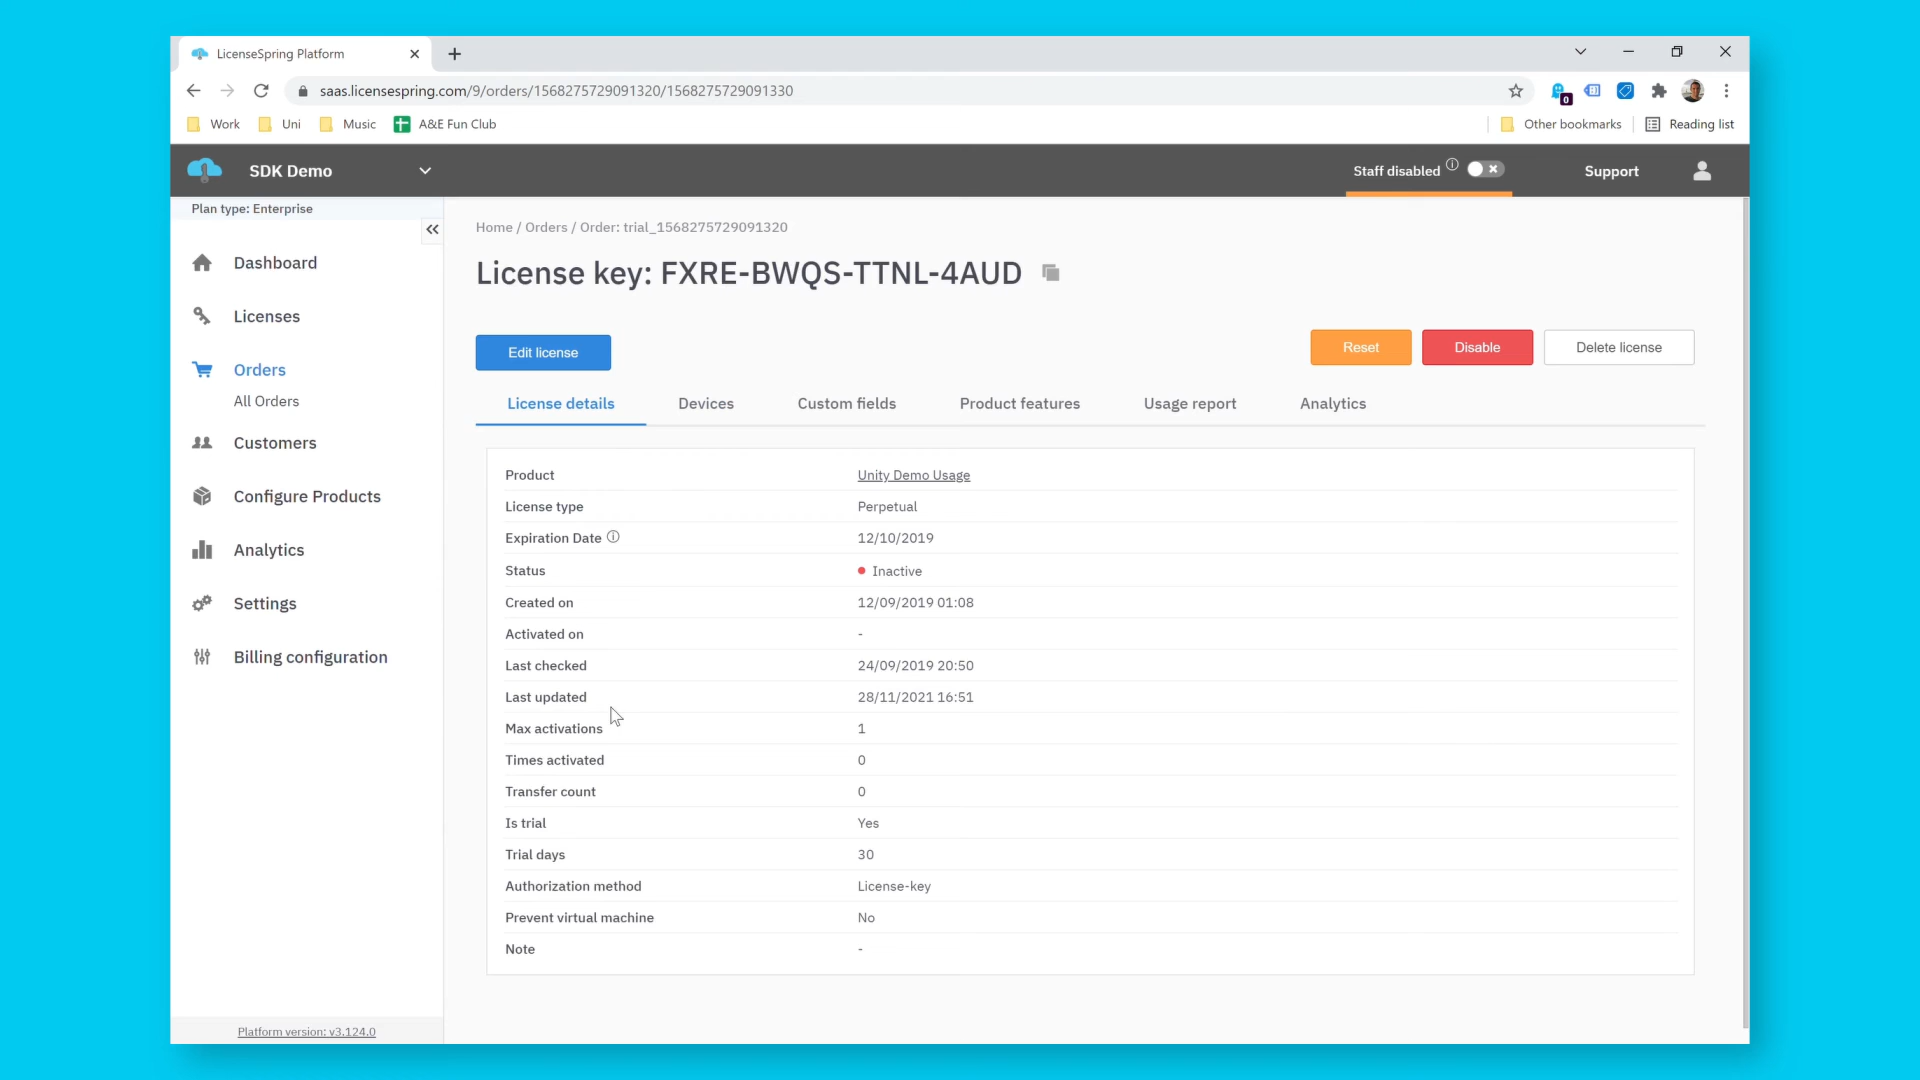 LicenseSpring Platform
saas.licensespring.com/9/orders/1568275729091320/1568275729091330
0
Work Uni Music A&E Fun Club Other bookmarks Reading list
SDK Demo Staff disabled Support
Plan type: Enterprise
Dashboard
Licenses
Orders
All Orders
Customers
Configure Products
Analytics
Settings
Billing configuration
Platform version: v3.124.0
Home / Orders / Order: trial_1568275729091320
License key: FXRE-BWQS-TTNL-4AUD
Edit license Reset Disable Delete license
License details Devices Custom fields Product features Usage report Analytics
Product Unity Demo Usage
License type Perpetual
Expiration Date 12/10/2019
Status Inactive
Created on 12/09/2019 01:08
Activated on -
Last checked 24/09/2019 20:50
Last updated 28/11/2021 16:51
Max activations 1
Times activated 0
Transfer count 0
Is trial Yes
Trial days 30
Authorization method License-key
Prevent virtual machine No
Note -